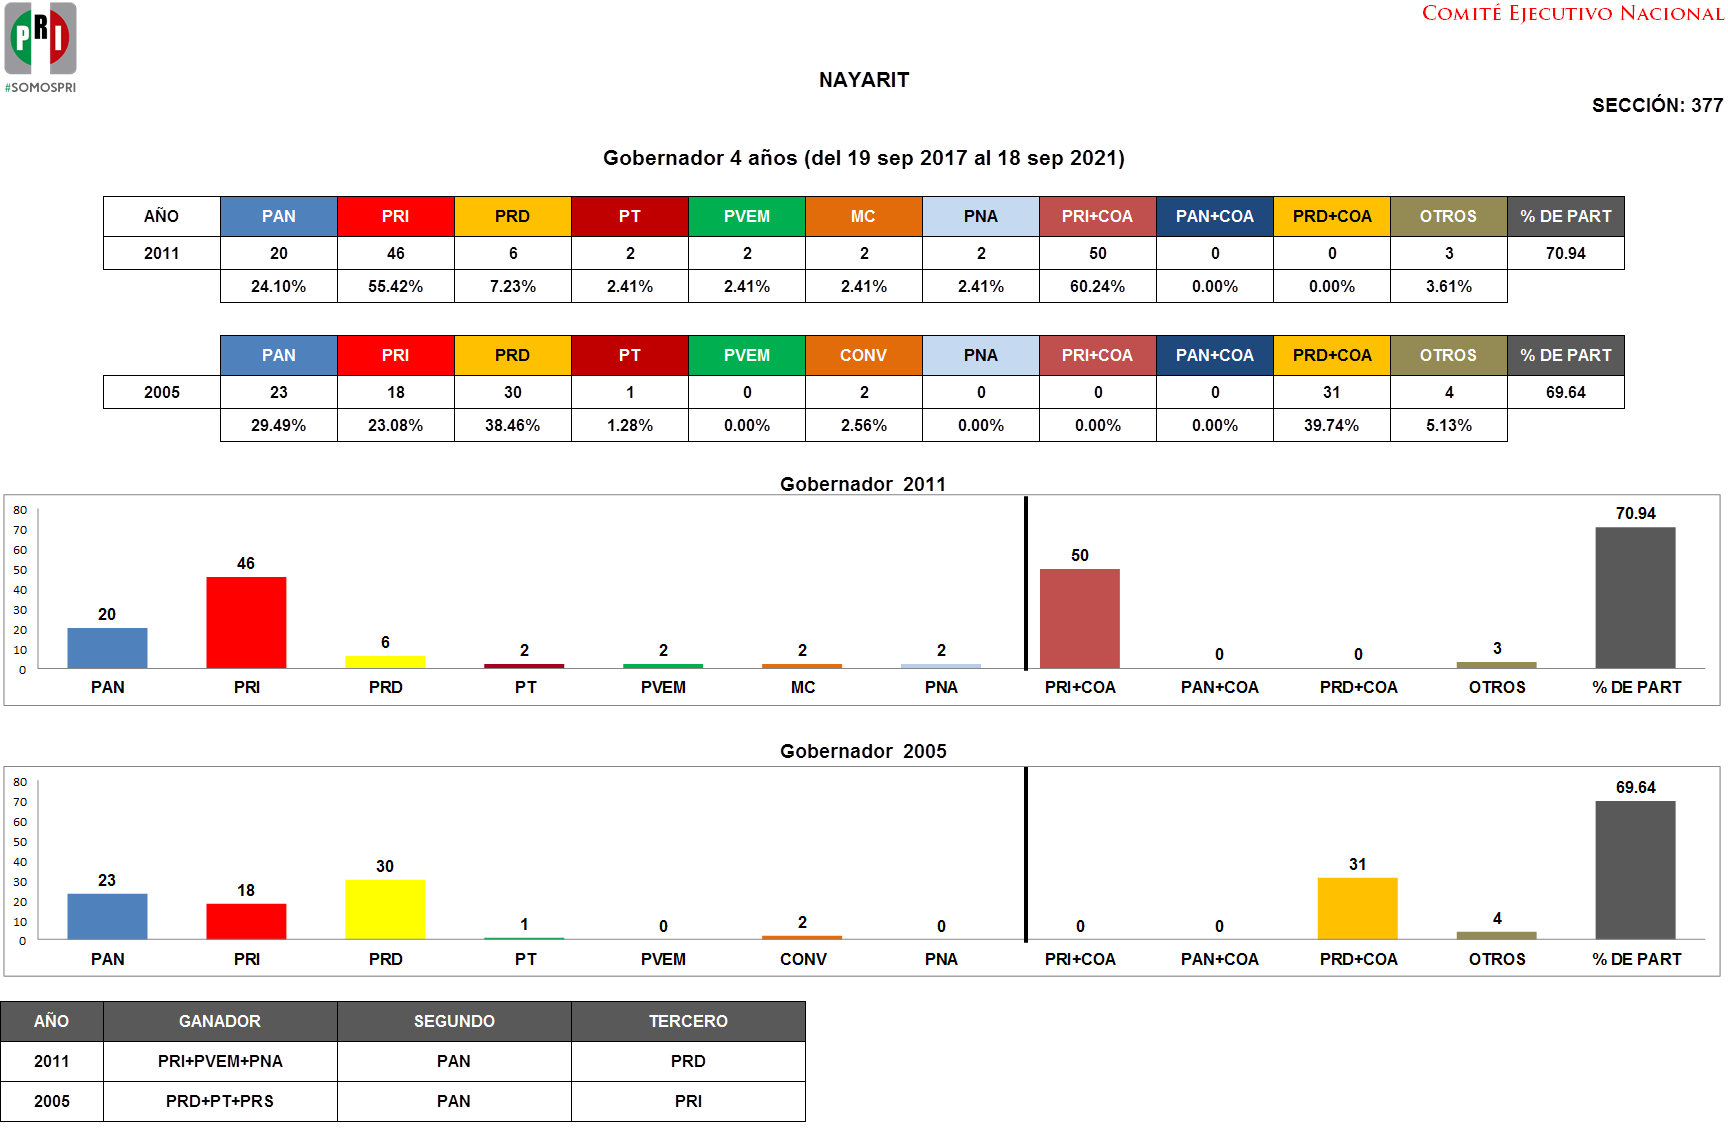 PRI
#SOMOSPRI
COMITÉ EJECUTIVO NACIONAL
NAYARIT
SECCIÓN: 377
Gobernador 4 años (del 19 sep 2017 al 18 sep 2021)
AÑO PAN PRI PRD PT PVEM MC PNA PRI+COA PAN+COA PRD+COA OTROS % DE PART
2011 20 46 6 2 2 2 2 50 0 0 3 70.94
24.10% 55.42% 7.23% 2.41% 2.41% 2.41% 2.41% 60.24% 0.00% 0.00% 3.61%
PAN PRI PRD PT PVEM CONV PNA PRI+COA PAN+COA PRD+COA OTROS % DE PART
2005 23 18 30 1 0 2 0 0 0 31 4 69.64
29.49% 23.08% 38.46% 1.28% 0.00% 2.56% 0.00% 0.00% 0.00% 39.74% 5.13%
Gobernador 2011
80
70
60
50
40
30
20
10
0
20 46 6 2 2 2 2 50 0 0 3 70.94
PAN PRI PRD PT PVEM MC PNA PRI+COA PAN+COA PRD+COA OTROS % DE PART
Gobernador 2005
80
70
60
50
40
30
20
10
0
23 18 30 1 0 2 0 0 0 31 4 69.64
PAN PRI PRD PT PVEM CONV PNA PRI+COA PAN+COA PRD+COA OTROS % DE PART
AÑO GANADOR SEGUNDO TERCERO
2011 PRI+PVEM+PNA PAN PRD
2005 PRD+PT+PRS PAN PRI